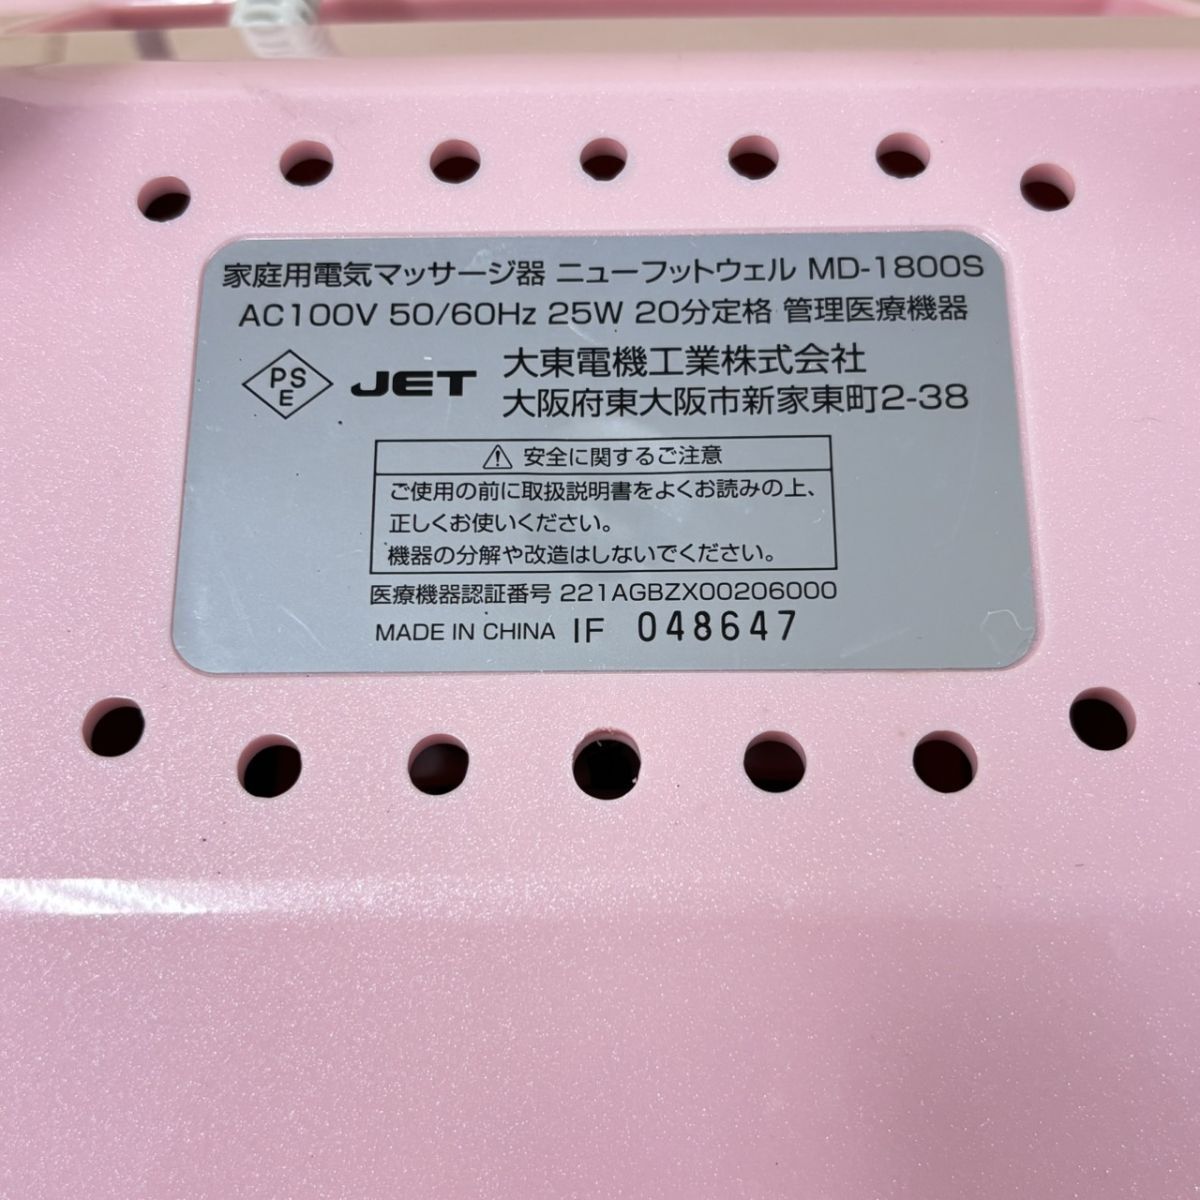 家庭用電気マッサージ器 ニューフットウェル MD-1800S
AC100V 50/60Hz 25W 20分定格 管理医療機器
PSE JET 大東電機工業株式会社
大阪府東大阪市新家東町2-38
⚠ 安全に関するご注意
ご使用の前に取扱説明書をよくお読みの上、
正しくお使いください。
機器の分解や改造はしないでください。
医療機器認証番号 221AGBZX00206000
MADE IN CHINA IF 048647